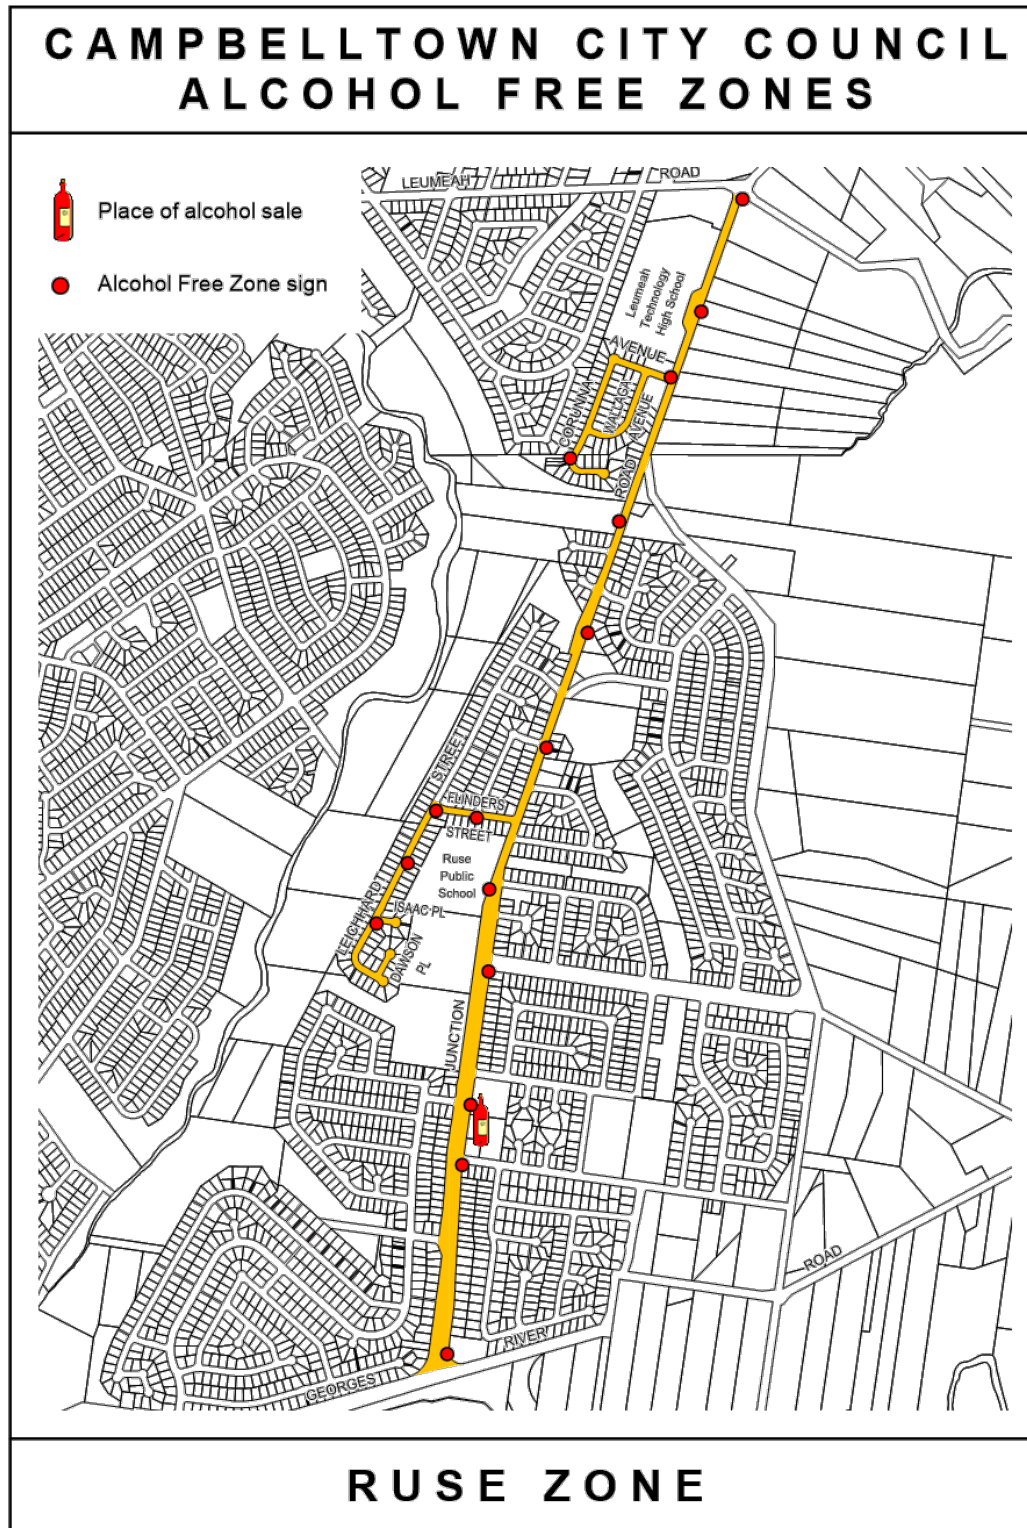 CAMPBELLTOWN CITY COUNCIL
ALCOHOL FREE ZONES
Place of alcohol sale
Alcohol Free Zone sign
LEUMEAH
ROAD
Leumeah
Technology
High School
AVENUE
CORUNNA
WALLAGA
AVENUE
ROAD
STREET
FLINDERS
STREET
Ruse
Public
School
LEICHHARDT
ISAAC PL
DAWSON
PL
JUNCTION
ROAD
RIVER
GEORGES
RUSE ZONE